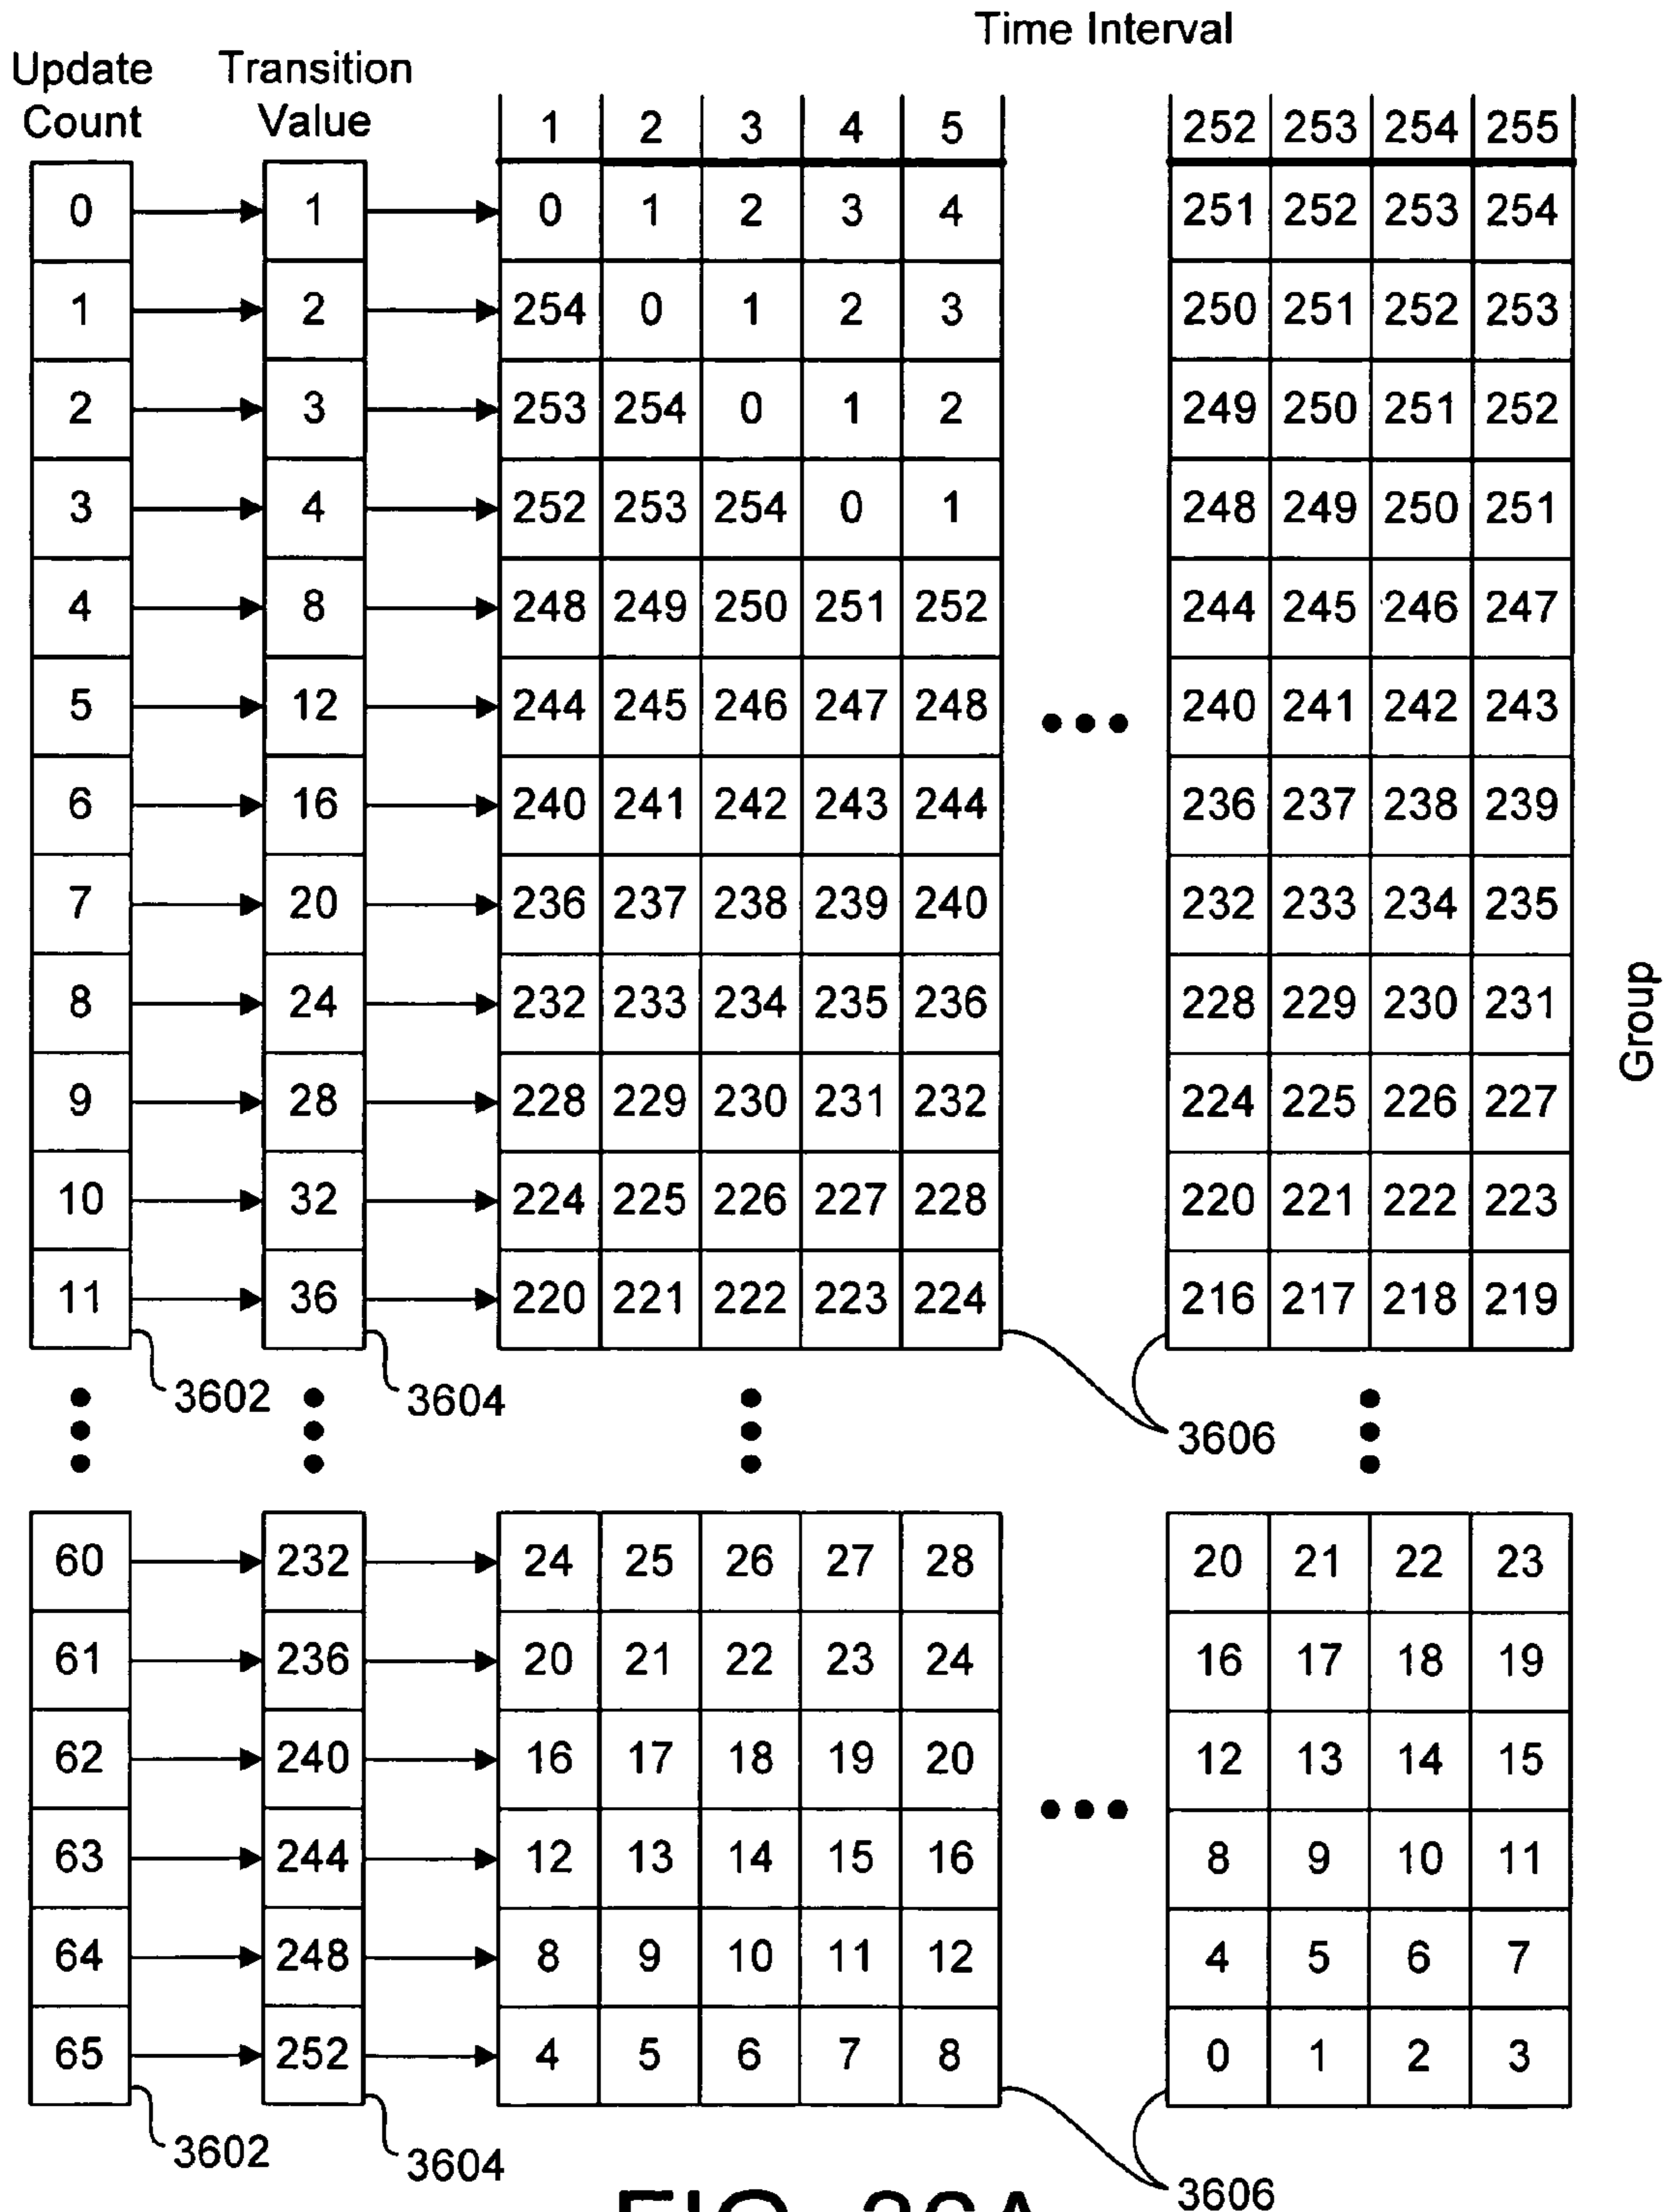 Time Interval
Update Count
Transition Value
1 2 3 4 5 252 253 254 255
0 1 0 1 2 3 4 251 252 253 254
1 2 254 0 1 2 3 250 251 252 253
2 3 253 254 0 1 2 249 250 251 252
3 4 252 253 254 0 1 248 249 250 251
4 8 248 249 250 251 252 244 245 246 247
5 12 244 245 246 247 248 240 241 242 243
6 16 240 241 242 243 244 236 237 238 239
7 20 236 237 238 239 240 232 233 234 235
8 24 232 233 234 235 236 228 229 230 231
9 28 228 229 230 231 232 224 225 226 227
10 32 224 225 226 227 228 220 221 222 223
11 36 220 221 222 223 224 216 217 218 219
Group
3602 3604 3606
60 232 24 25 26 27 28 20 21 22 23
61 236 20 21 22 23 24 16 17 18 19
62 240 16 17 18 19 20 12 13 14 15
63 244 12 13 14 15 16 8 9 10 11
64 248 8 9 10 11 12 4 5 6 7
65 252 4 5 6 7 8 0 1 2 3
3602 3604 3606